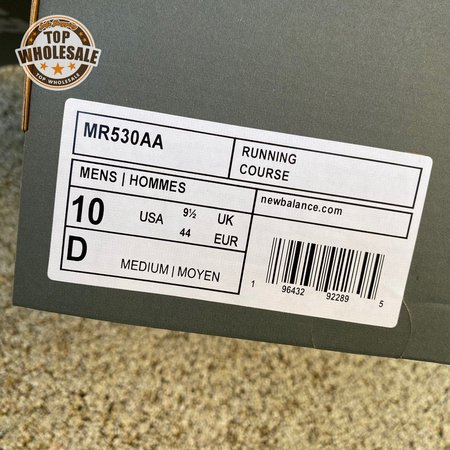 TOP
WHOLESALE
TOP WHOLESALE
MR530AA
RUNNING
COURSE
MENS | HOMMES
10 USA 9½ UK
44 EUR
D MEDIUM | MOYEN
newbalance.com
1 96432 92289 5